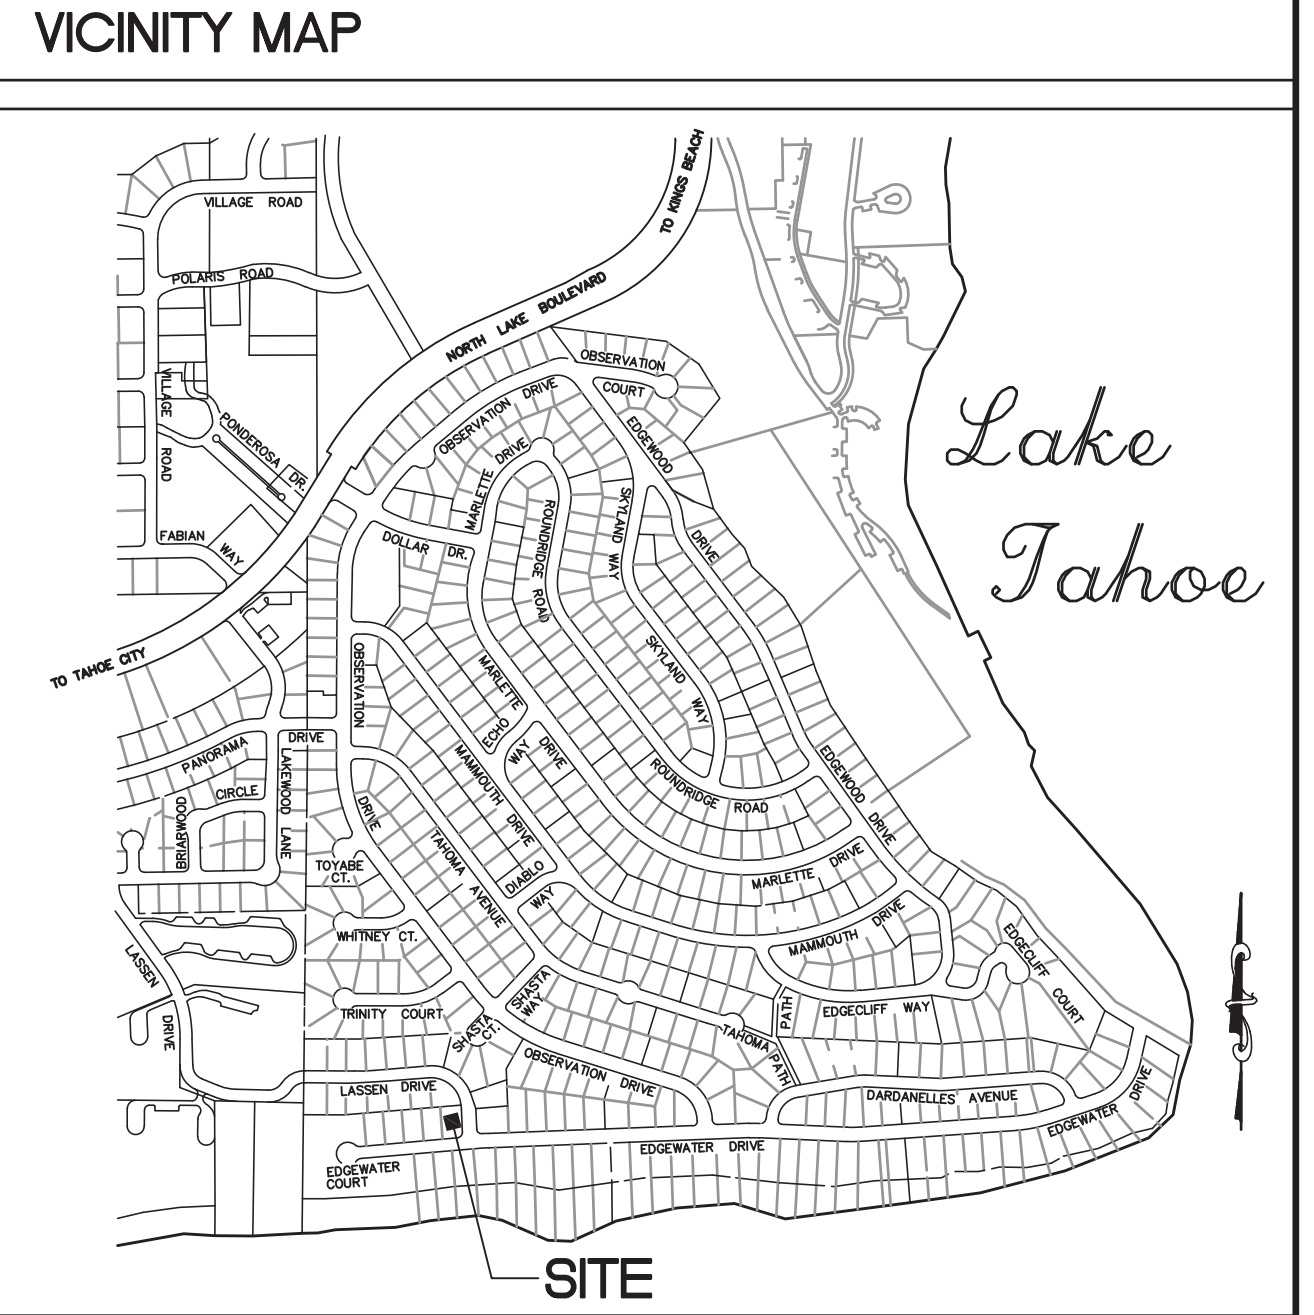 VICINITY MAP
TO KINGS BEACH
VILLAGE ROAD
POLARIS ROAD
NORTH LAKE BOULEVARD
OBSERVATION
COURT
OBSERVATION DRIVE
EDGEWOOD
DRIVE
VILLAGE
ROAD
PONDEROSA
DR.
MARLETTE DRIVE
ROUNDRIDGE ROAD
SKYLAND WAY
Lake
Tahoe
FABIAN
WAY
DOLLAR DR.
TO TAHOE CITY
OBSERVATION
DRIVE
MARLETTE
DRIVE
SKYLAND
WAY
ECHO
WAY
PANORAMA
DRIVE
LAKEWOOD LANE
MAMMOUTH
DRIVE
ROUNDRIDGE ROAD
EDGEWOOD DRIVE
CIRCLE
BRIARWOOD
TOYABE
CT.
TAHOMA AVENUE
DIABLO
WAY
MARLETTE DRIVE
MAMMOUTH DRIVE
WHITNEY CT.
LASSEN
DRIVE
EDGECLIFF
COURT
SHASTA
WAY
PATH
EDGECLIFF WAY
TRINITY COURT
SHASTA
CT.
TAHOMA
PATH
OBSERVATION DRIVE
LASSEN DRIVE
DARDANELLES AVENUE
EDGEWATER DRIVE
EDGEWATER DRIVE
EDGEWATER
COURT
SITE